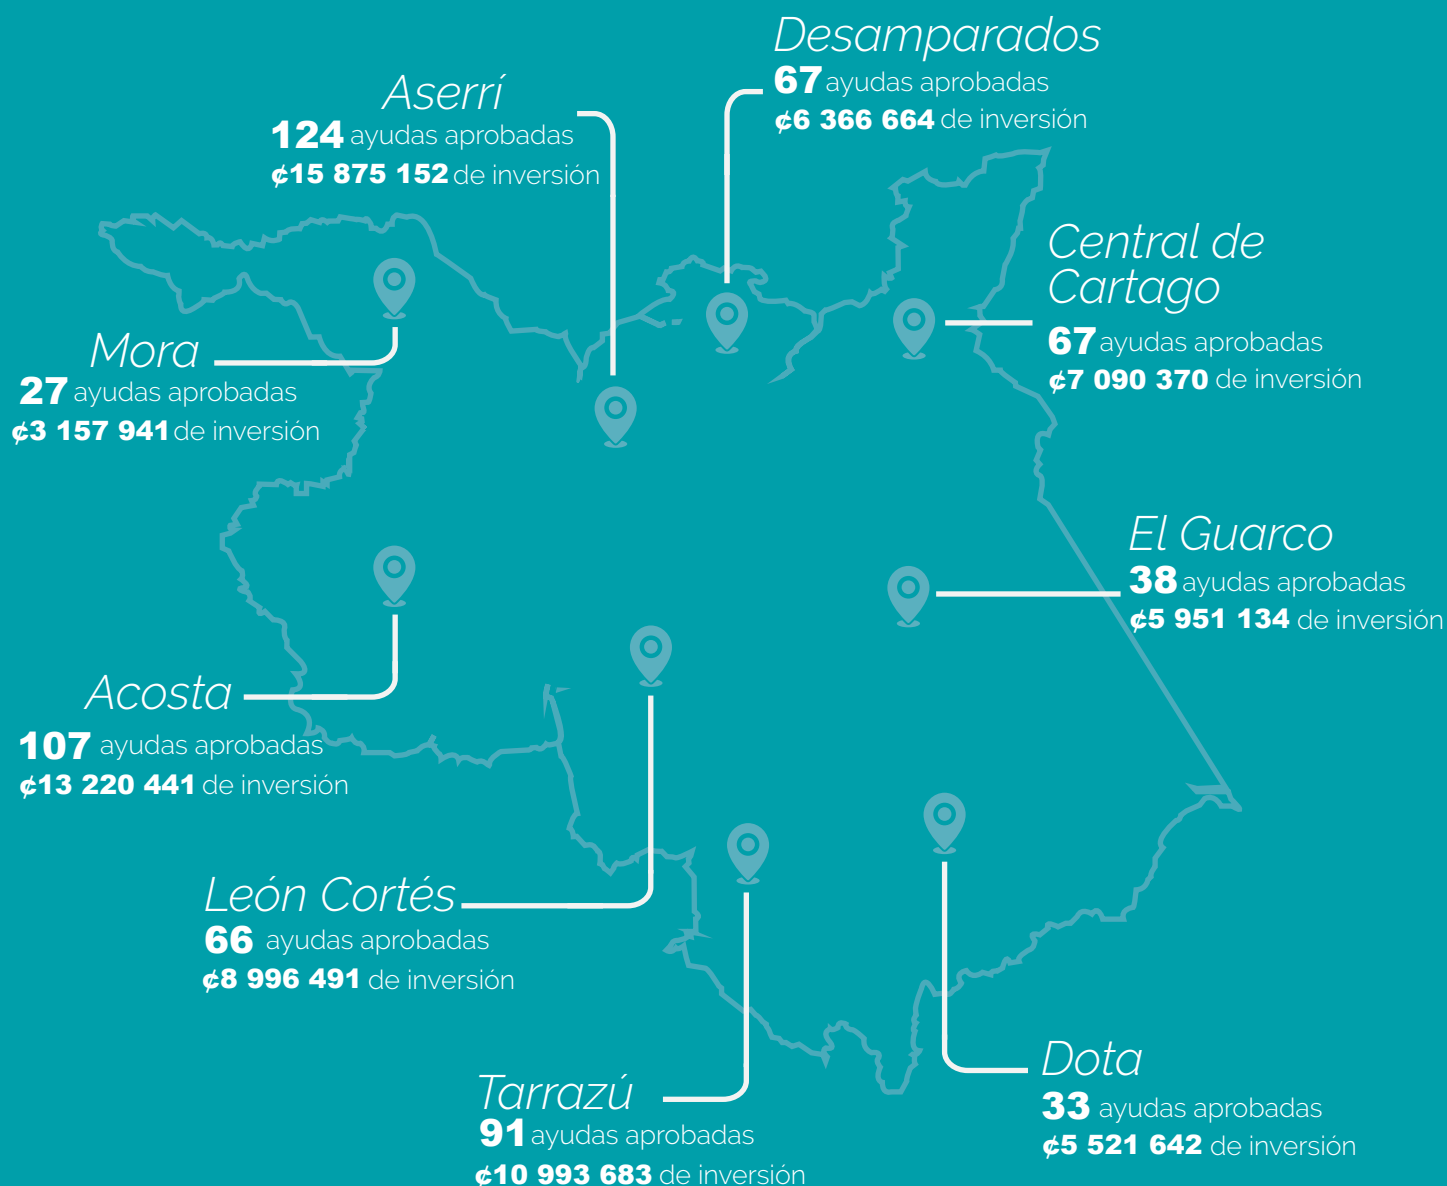 Desamparados
67 ayudas aprobadas
₡6 366 664 de inversión
Aserrí
124 ayudas aprobadas
₡15 875 152 de inversión
Central de
Cartago
67 ayudas aprobadas
₡7 090 370 de inversión
Mora
27 ayudas aprobadas
₡3 157 941 de inversión
El Guarco
38 ayudas aprobadas
₡5 951 134 de inversión
Acosta
107 ayudas aprobadas
₡13 220 441 de inversión
León Cortés
66 ayudas aprobadas
₡8 996 491 de inversión
Dota
33 ayudas aprobadas
₡5 521 642 de inversión
Tarrazú
91 ayudas aprobadas
₡10 993 683 de inversión